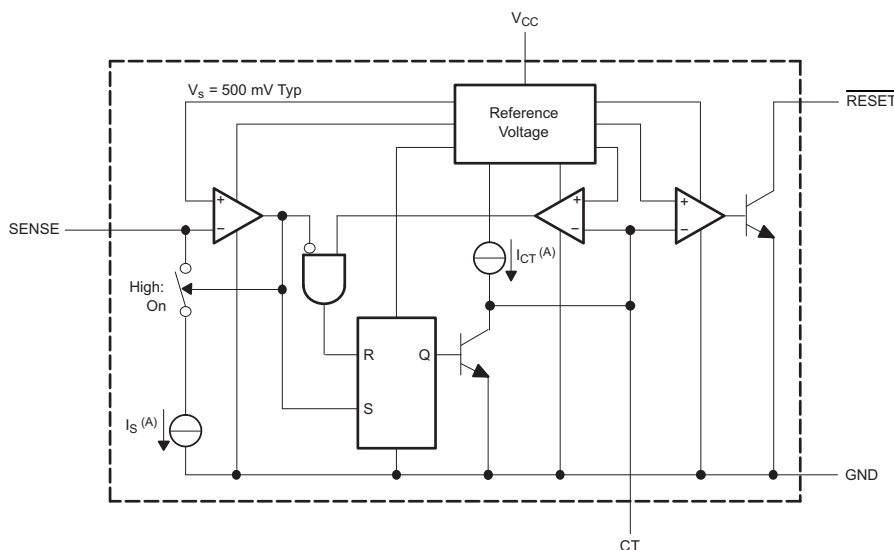 VCC
Vs = 500 mV Typ
Reference
Voltage
RESET
+
−
SENSE
+
−
+
−
High:
On
ICT (A)
R
Q
S
IS (A)
GND
CT